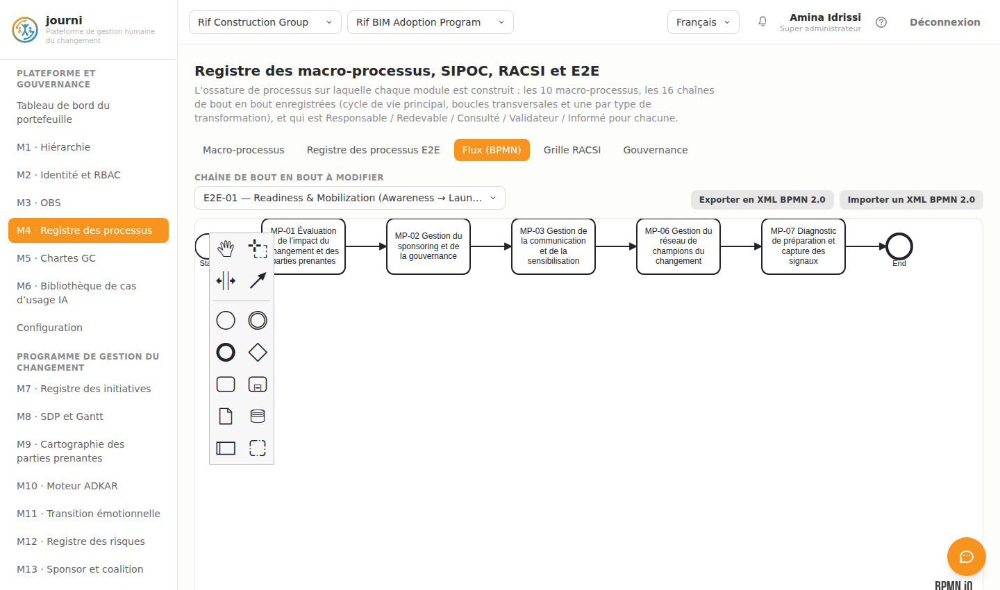 journi
Plateforme de gestion humaine
du changement
Rif Construction Group
Rif BIM Adoption Program
Français
Amina Idrissi
Super administrateur
Déconnexion
PLATEFORME ET
GOUVERNANCE
Tableau de bord du
portefeuille
M1 · Hiérarchie
M2 · Identité et RBAC
M3 · OBS
M4 · Registre des processus
M5 · Chartes GC
M6 · Bibliothèque de cas
d’usage IA
Configuration
PROGRAMME DE GESTION DU
CHANGEMENT
M7 · Registre des initiatives
M8 · SDP et Gantt
M9 · Cartographie des
parties prenantes
M10 · Moteur ADKAR
M11 · Transition émotionnelle
M12 · Registre des risques
M13 · Sponsor et coalition
Registre des macro-processus, SIPOC, RACSI et E2E
L’ossature de processus sur laquelle chaque module est construit : les 10 macro-processus, les 16 chaînes
de bout en bout enregistrées (cycle de vie principal, boucles transversales et une par type de
transformation), et qui est Responsable / Redevable / Consulté / Validateur / Informé pour chacune.
Macro-processus
Registre des processus E2E
Flux (BPMN)
Grille RACSI
Gouvernance
CHAÎNE DE BOUT EN BOUT À MODIFIER
E2E-01 — Readiness & Mobilization (Awareness → Laun...
Exporter en XML BPMN 2.0
Importer un XML BPMN 2.0
MP-01 Évaluation
de l’impact du
hangement et des
parties prenantes
MP-02 Gestion du
sponsoring et de
la gouvernance
MP-03 Gestion de
la communication
et de la
sensibilisation
MP-06 Gestion du
réseau de
champions du
changement
MP-07 Diagnostic
de préparation et
capture des
signaux
Sta
End
BPMN.iO